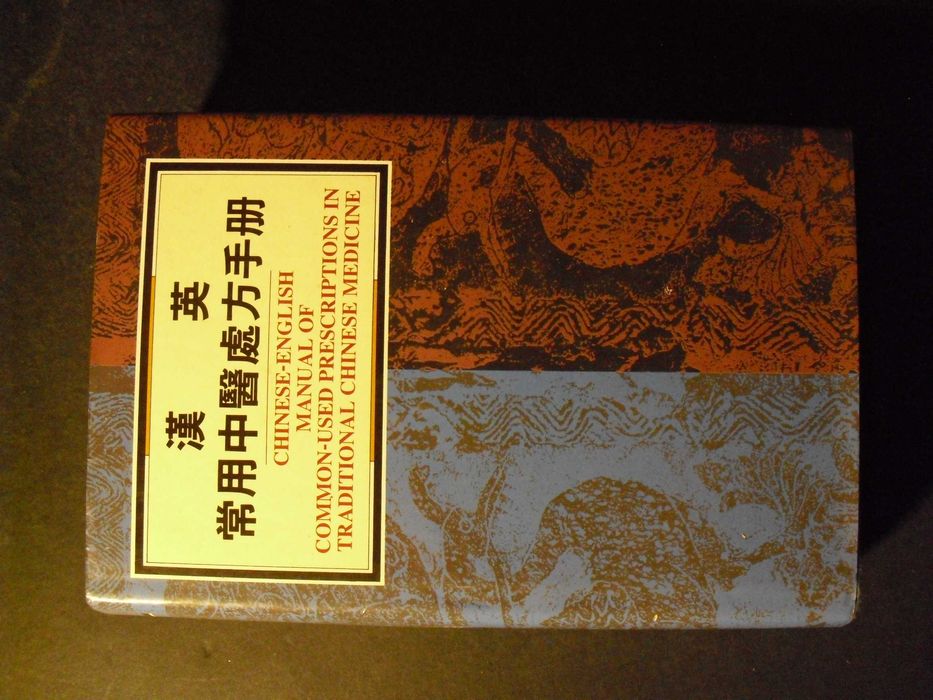 漢 英
常用中醫處方手册
CHINESE-ENGLISH
MANUAL OF
COMMON-USED PRESCRIPTIONS IN
TRADITIONAL CHINESE MEDICINE